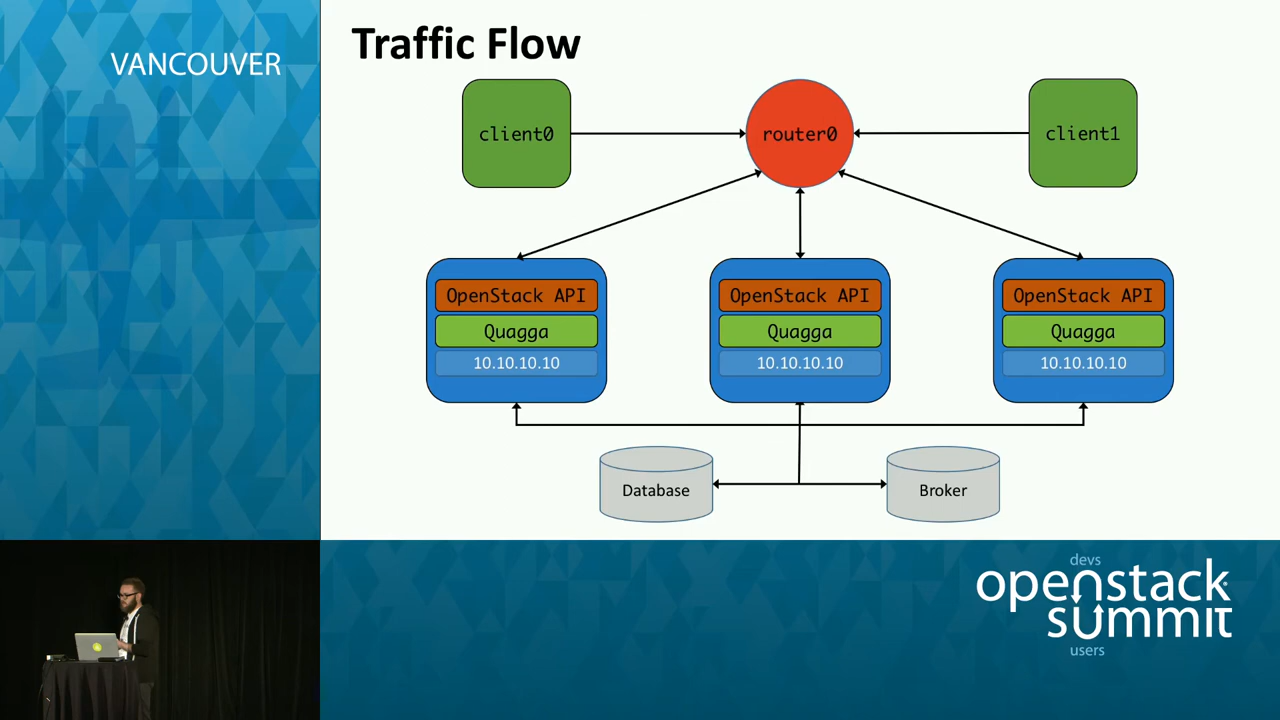 VANCOUVER
Traffic Flow
client0
router0
client1
OpenStack API
Quagga
10.10.10.10
OpenStack API
Quagga
10.10.10.10
OpenStack API
Quagga
10.10.10.10
Database
Broker
devs
openstack
summit
users